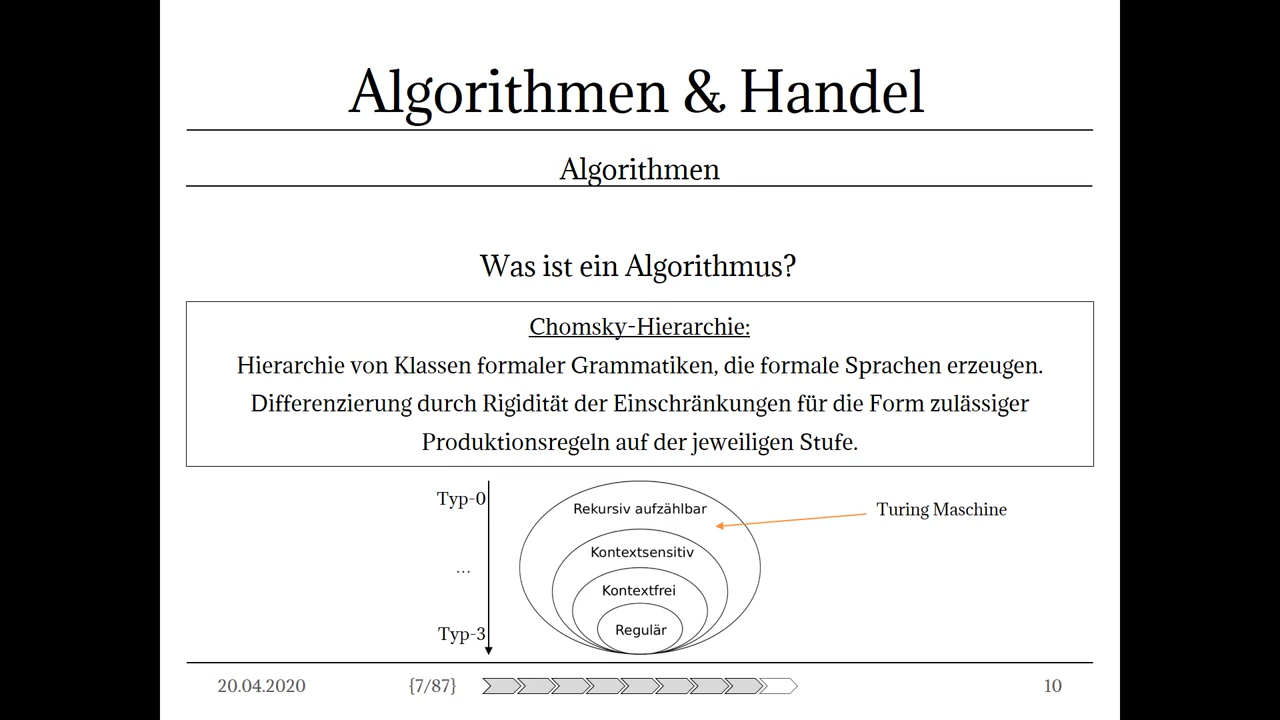 Algorithmen & Handel
Algorithmen
Was ist ein Algorithmus?
Chomsky-Hierarchie:
Hierarchie von Klassen formaler Grammatiken, die formale Sprachen erzeugen.
Differenzierung durch Rigidität der Einschränkungen für die Form zulässiger
Produktionsregeln auf der jeweiligen Stufe.
Typ-0
Rekursiv aufzählbar
Turing Maschine
Kontextsensitiv
...
Kontextfrei
Typ-3
Regulär
20.04.2020
{7/87}
10